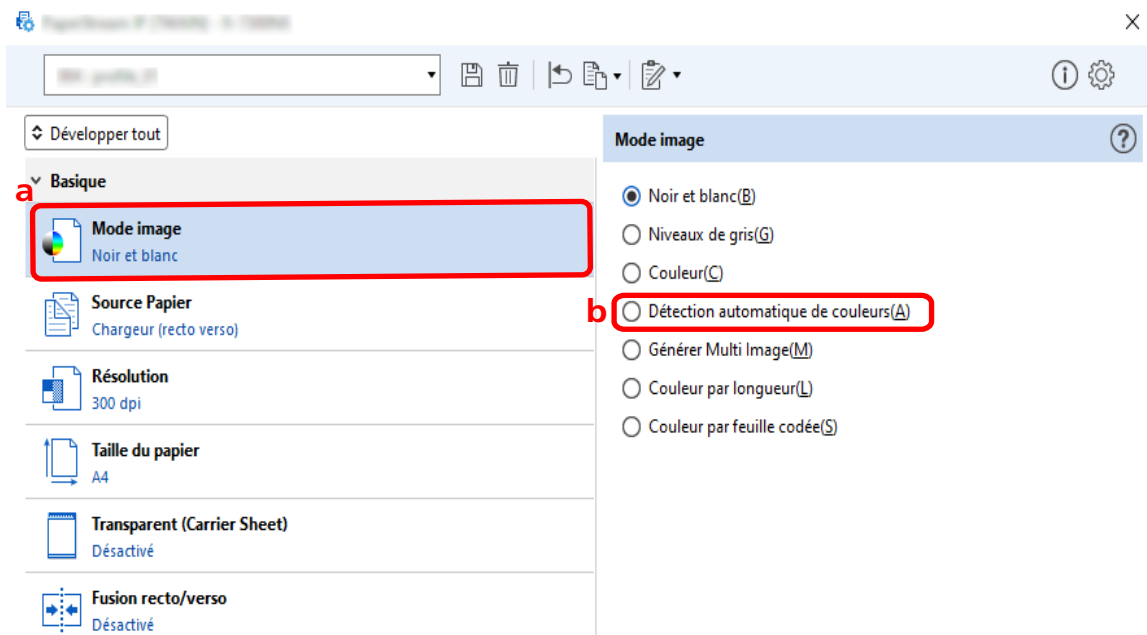 Développer tout
Mode image
Basique
a
Mode image
Noir et blanc
Source Papier
Chargeur (recto verso)
Résolution
300 dpi
Taille du papier
A4
Transparent (Carrier Sheet)
Désactivé
Fusion recto/verso
Désactivé
Noir et blanc(B)
Niveaux de gris(G)
Couleur(C)
b
Détection automatique de couleurs(A)
Générer Multi Image(M)
Couleur par longueur(L)
Couleur par feuille codée(S)